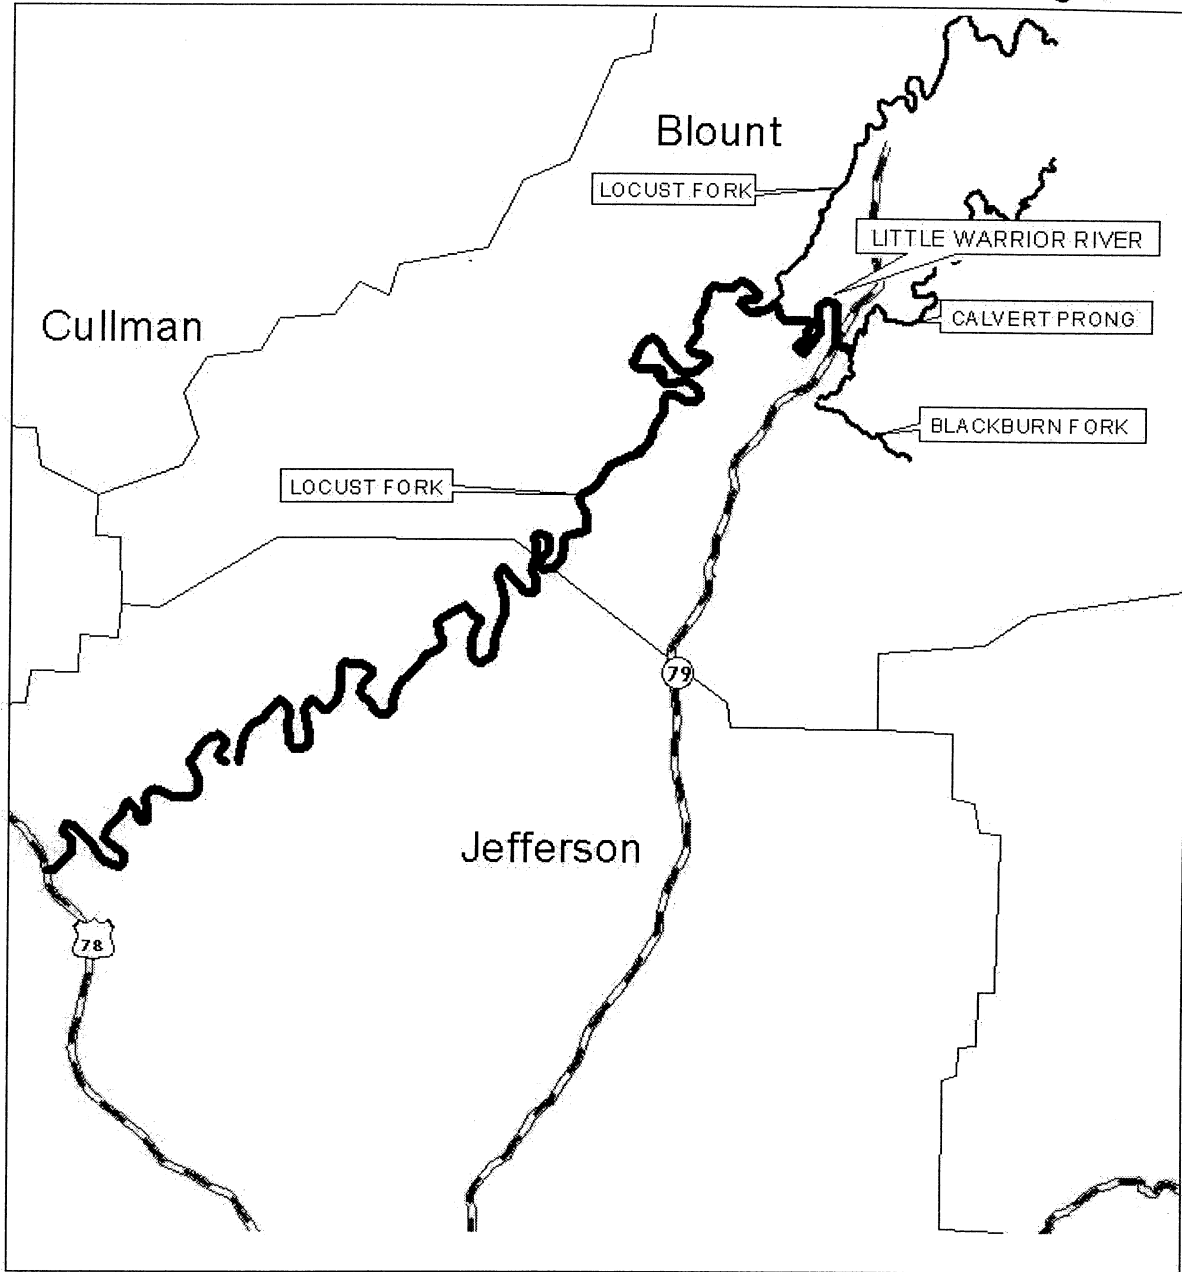 Blount
LOCUST FORK
LITTLE WARRIOR RIVER
Cullman
CALVERT PRONG
BLACKBURN FORK
LOCUST FORK
79
Jefferson
78